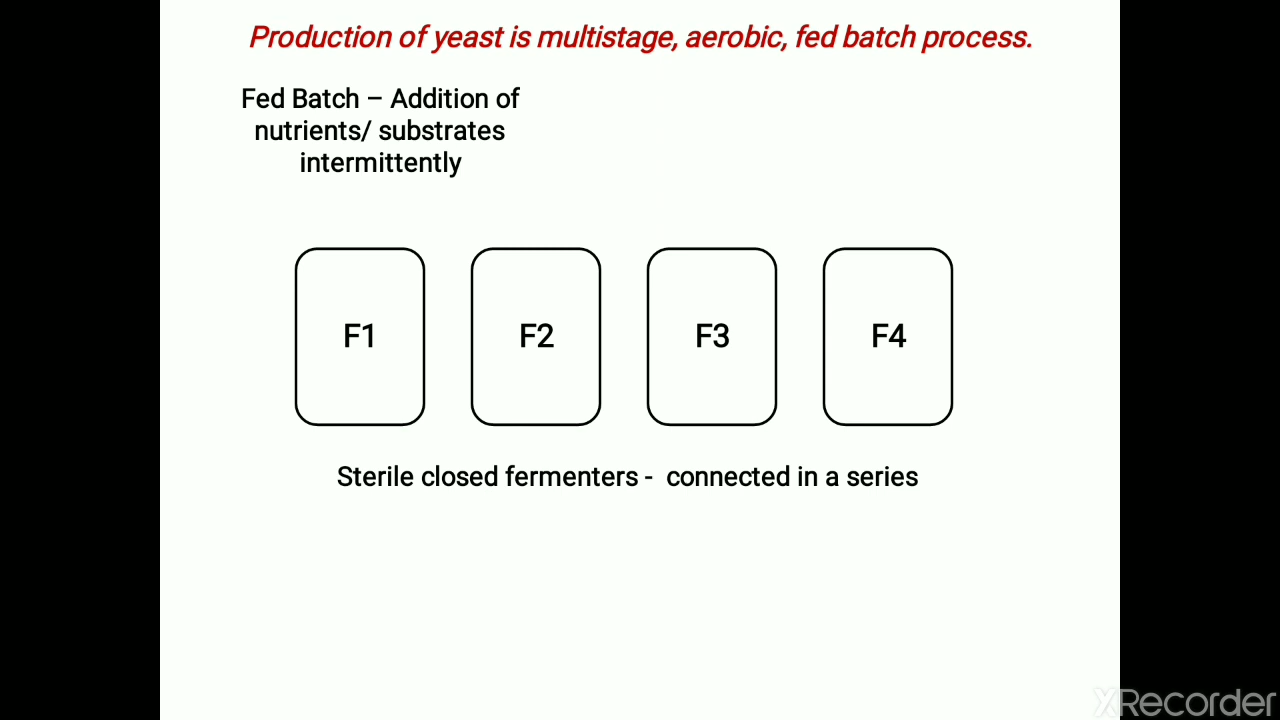 Production of yeast is multistage, aerobic, fed batch process.
Fed Batch – Addition of
nutrients/ substrates
intermittently
F1
F2
F3
F4
Sterile closed fermenters -  connected in a series
XRecorder